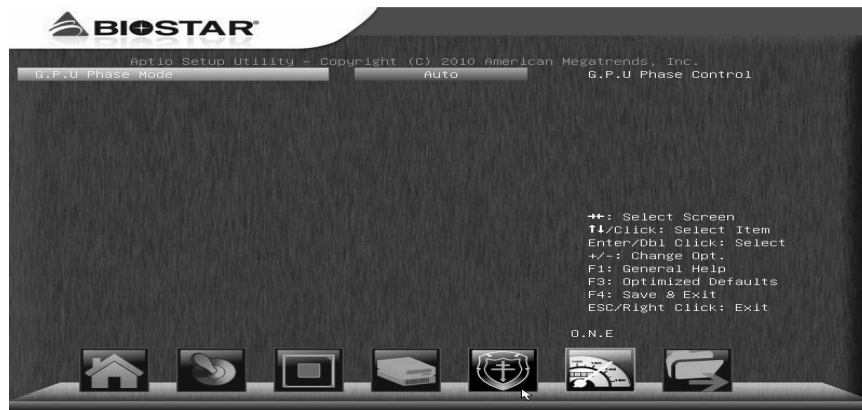 BIOSTAR®
Aptio Setup Utility - Copyright (C) 2010 American Megatrends, Inc.
G.P.U Phase Mode Auto G.P.U Phase Control
→←: Select Screen
↑↓/Click: Select Item
Enter/Dbl Click: Select
+/-: Change Opt.
F1: General Help
F3: Optimized Defaults
F4: Save & Exit
ESC/Right Click: Exit
O.N.E